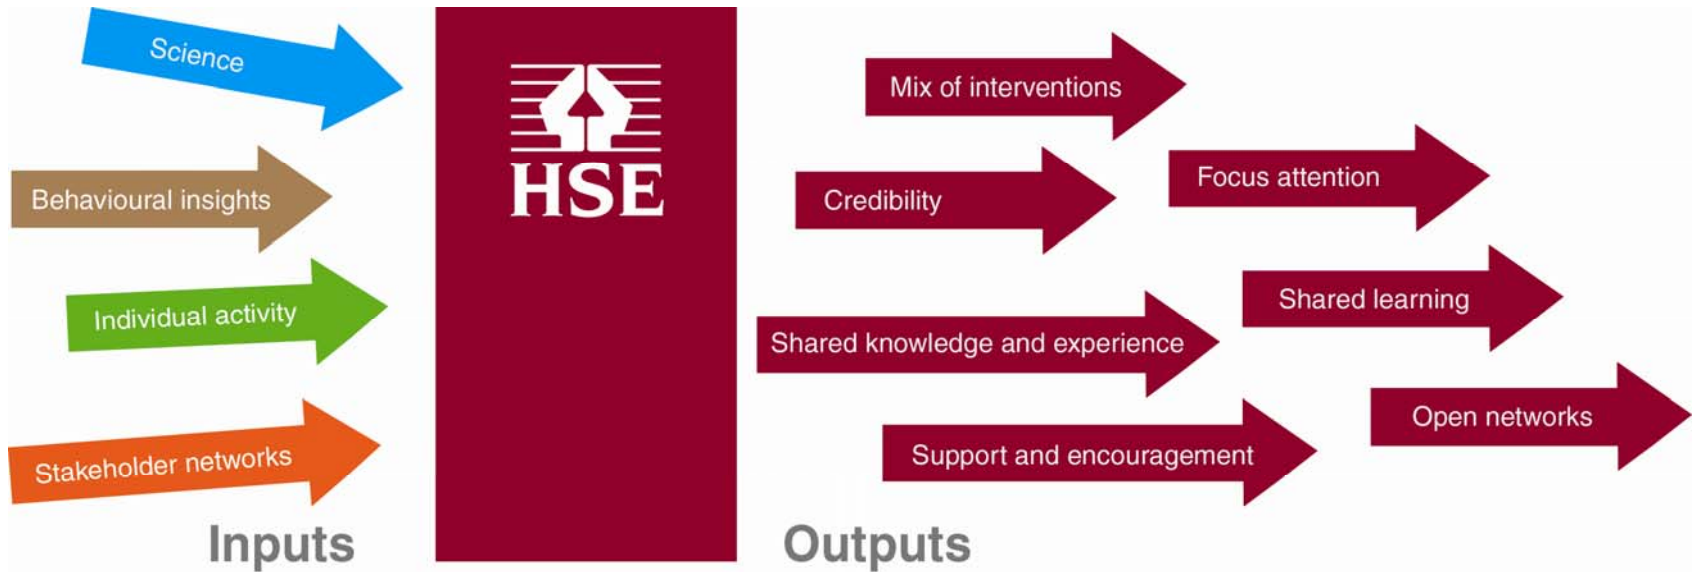 Science
Behavioural insights
Individual activity
Stakeholder networks
Inputs
HSE
Mix of interventions
Focus attention
Credibility
Shared learning
Shared knowledge and experience
Open networks
Support and encouragement
Outputs